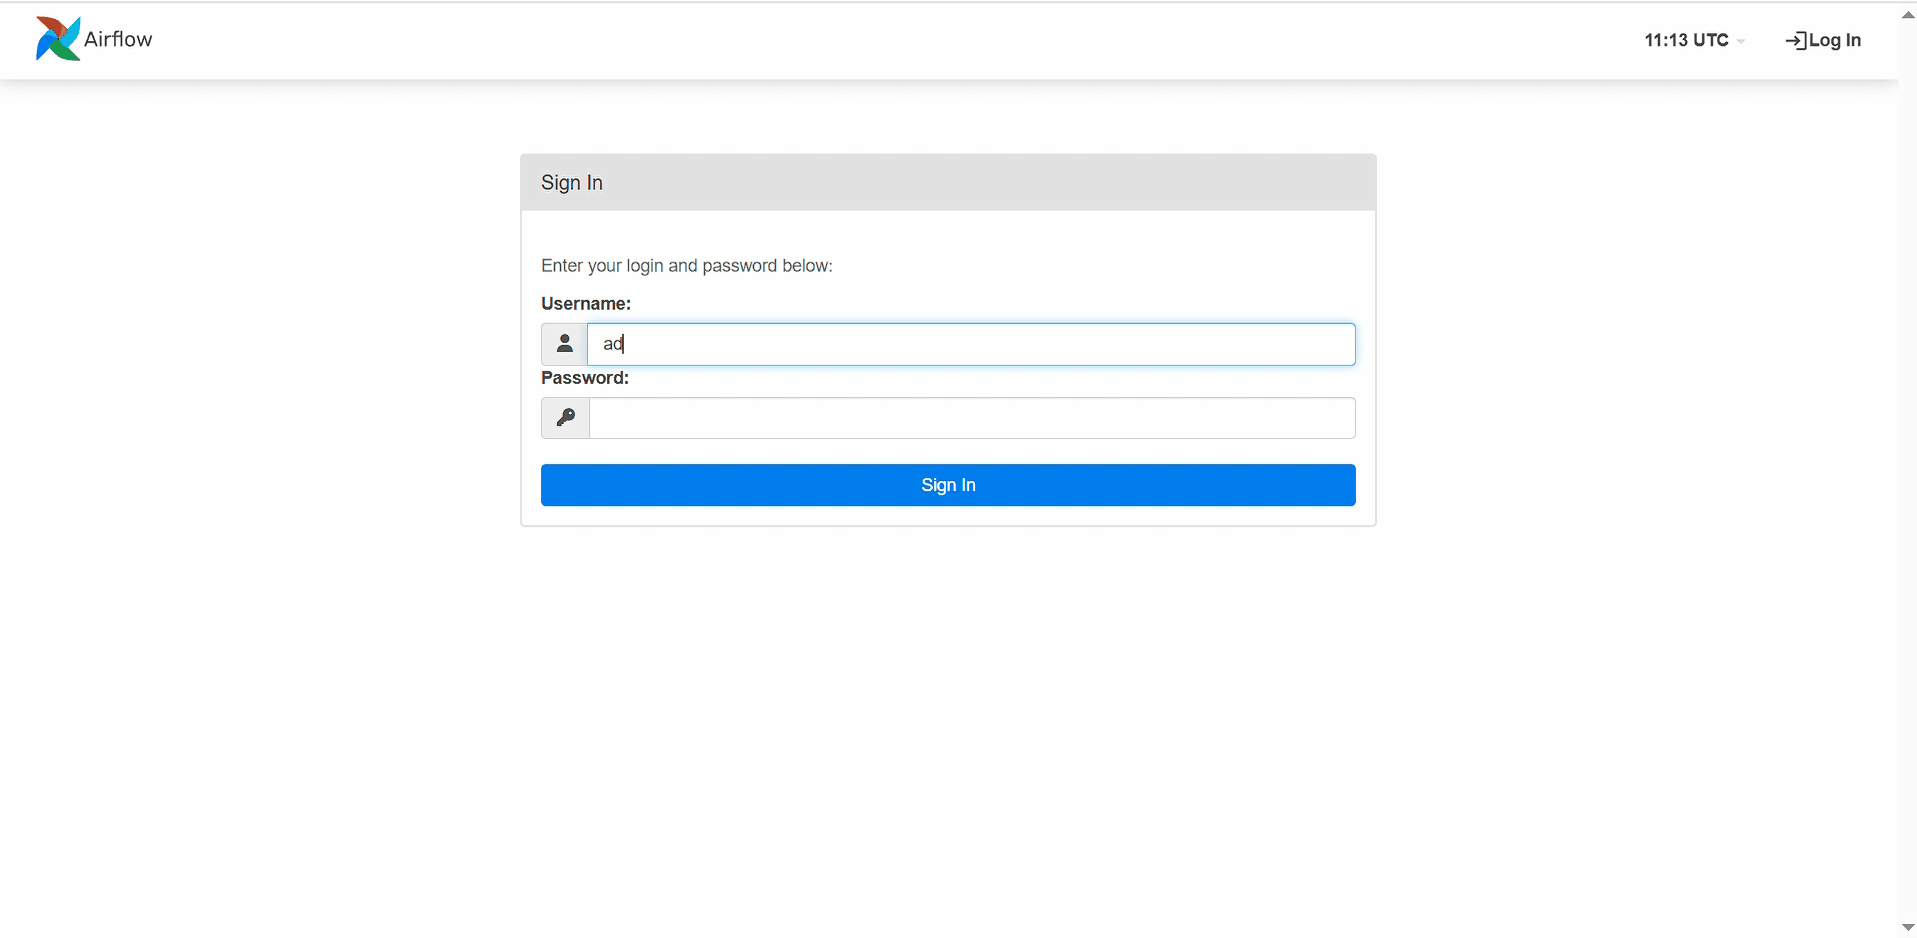 Airflow
11:13 UTC
Log In
Sign In
Enter your login and password below:
Username:
ad
Password:
Sign In